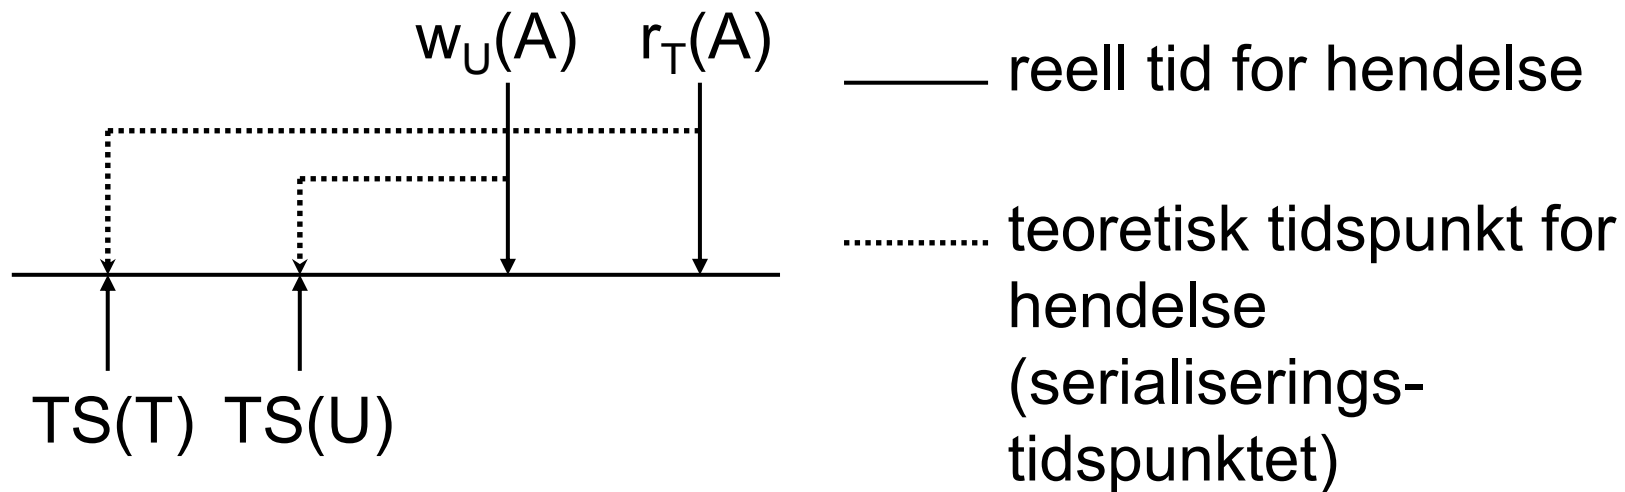 w_U(A) r_T(A)
TS(T) TS(U)
reell tid for hendelse
teoretisk tidspunkt for
hendelse
(serialiserings-
tidspunktet)